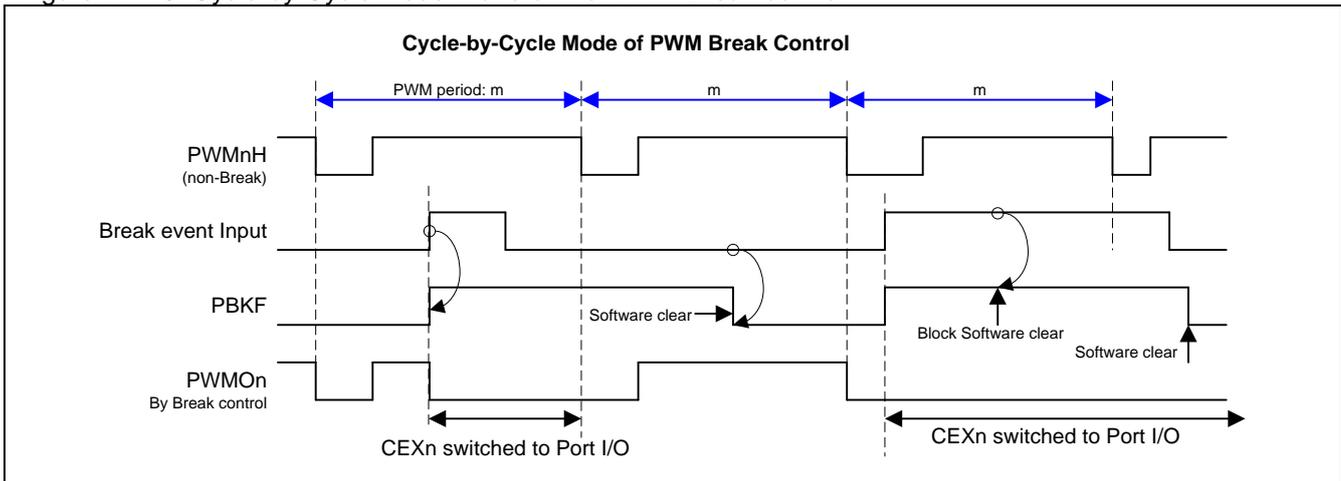 Cycle-by-Cycle Mode of PWM Break Control
PWM period: m
m
m
PWMnH
(non-Break)
Break event Input
PBKF
Software clear
Block Software clear
Software clear
PWMOn
By Break control
CEXn switched to Port I/O
CEXn switched to Port I/O